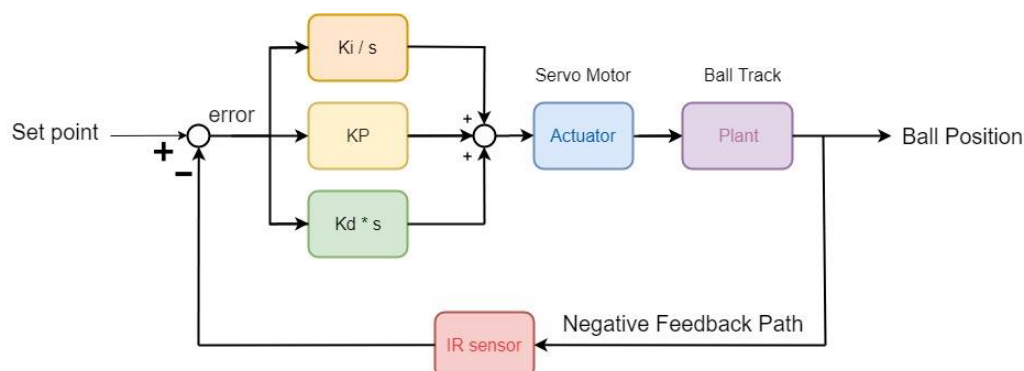 Ki / s
Servo Motor
Ball Track
error
Set point
KP
+
Actuator
Plant
Ball Position
+
+
−
Kd * s
Negative Feedback Path
IR sensor